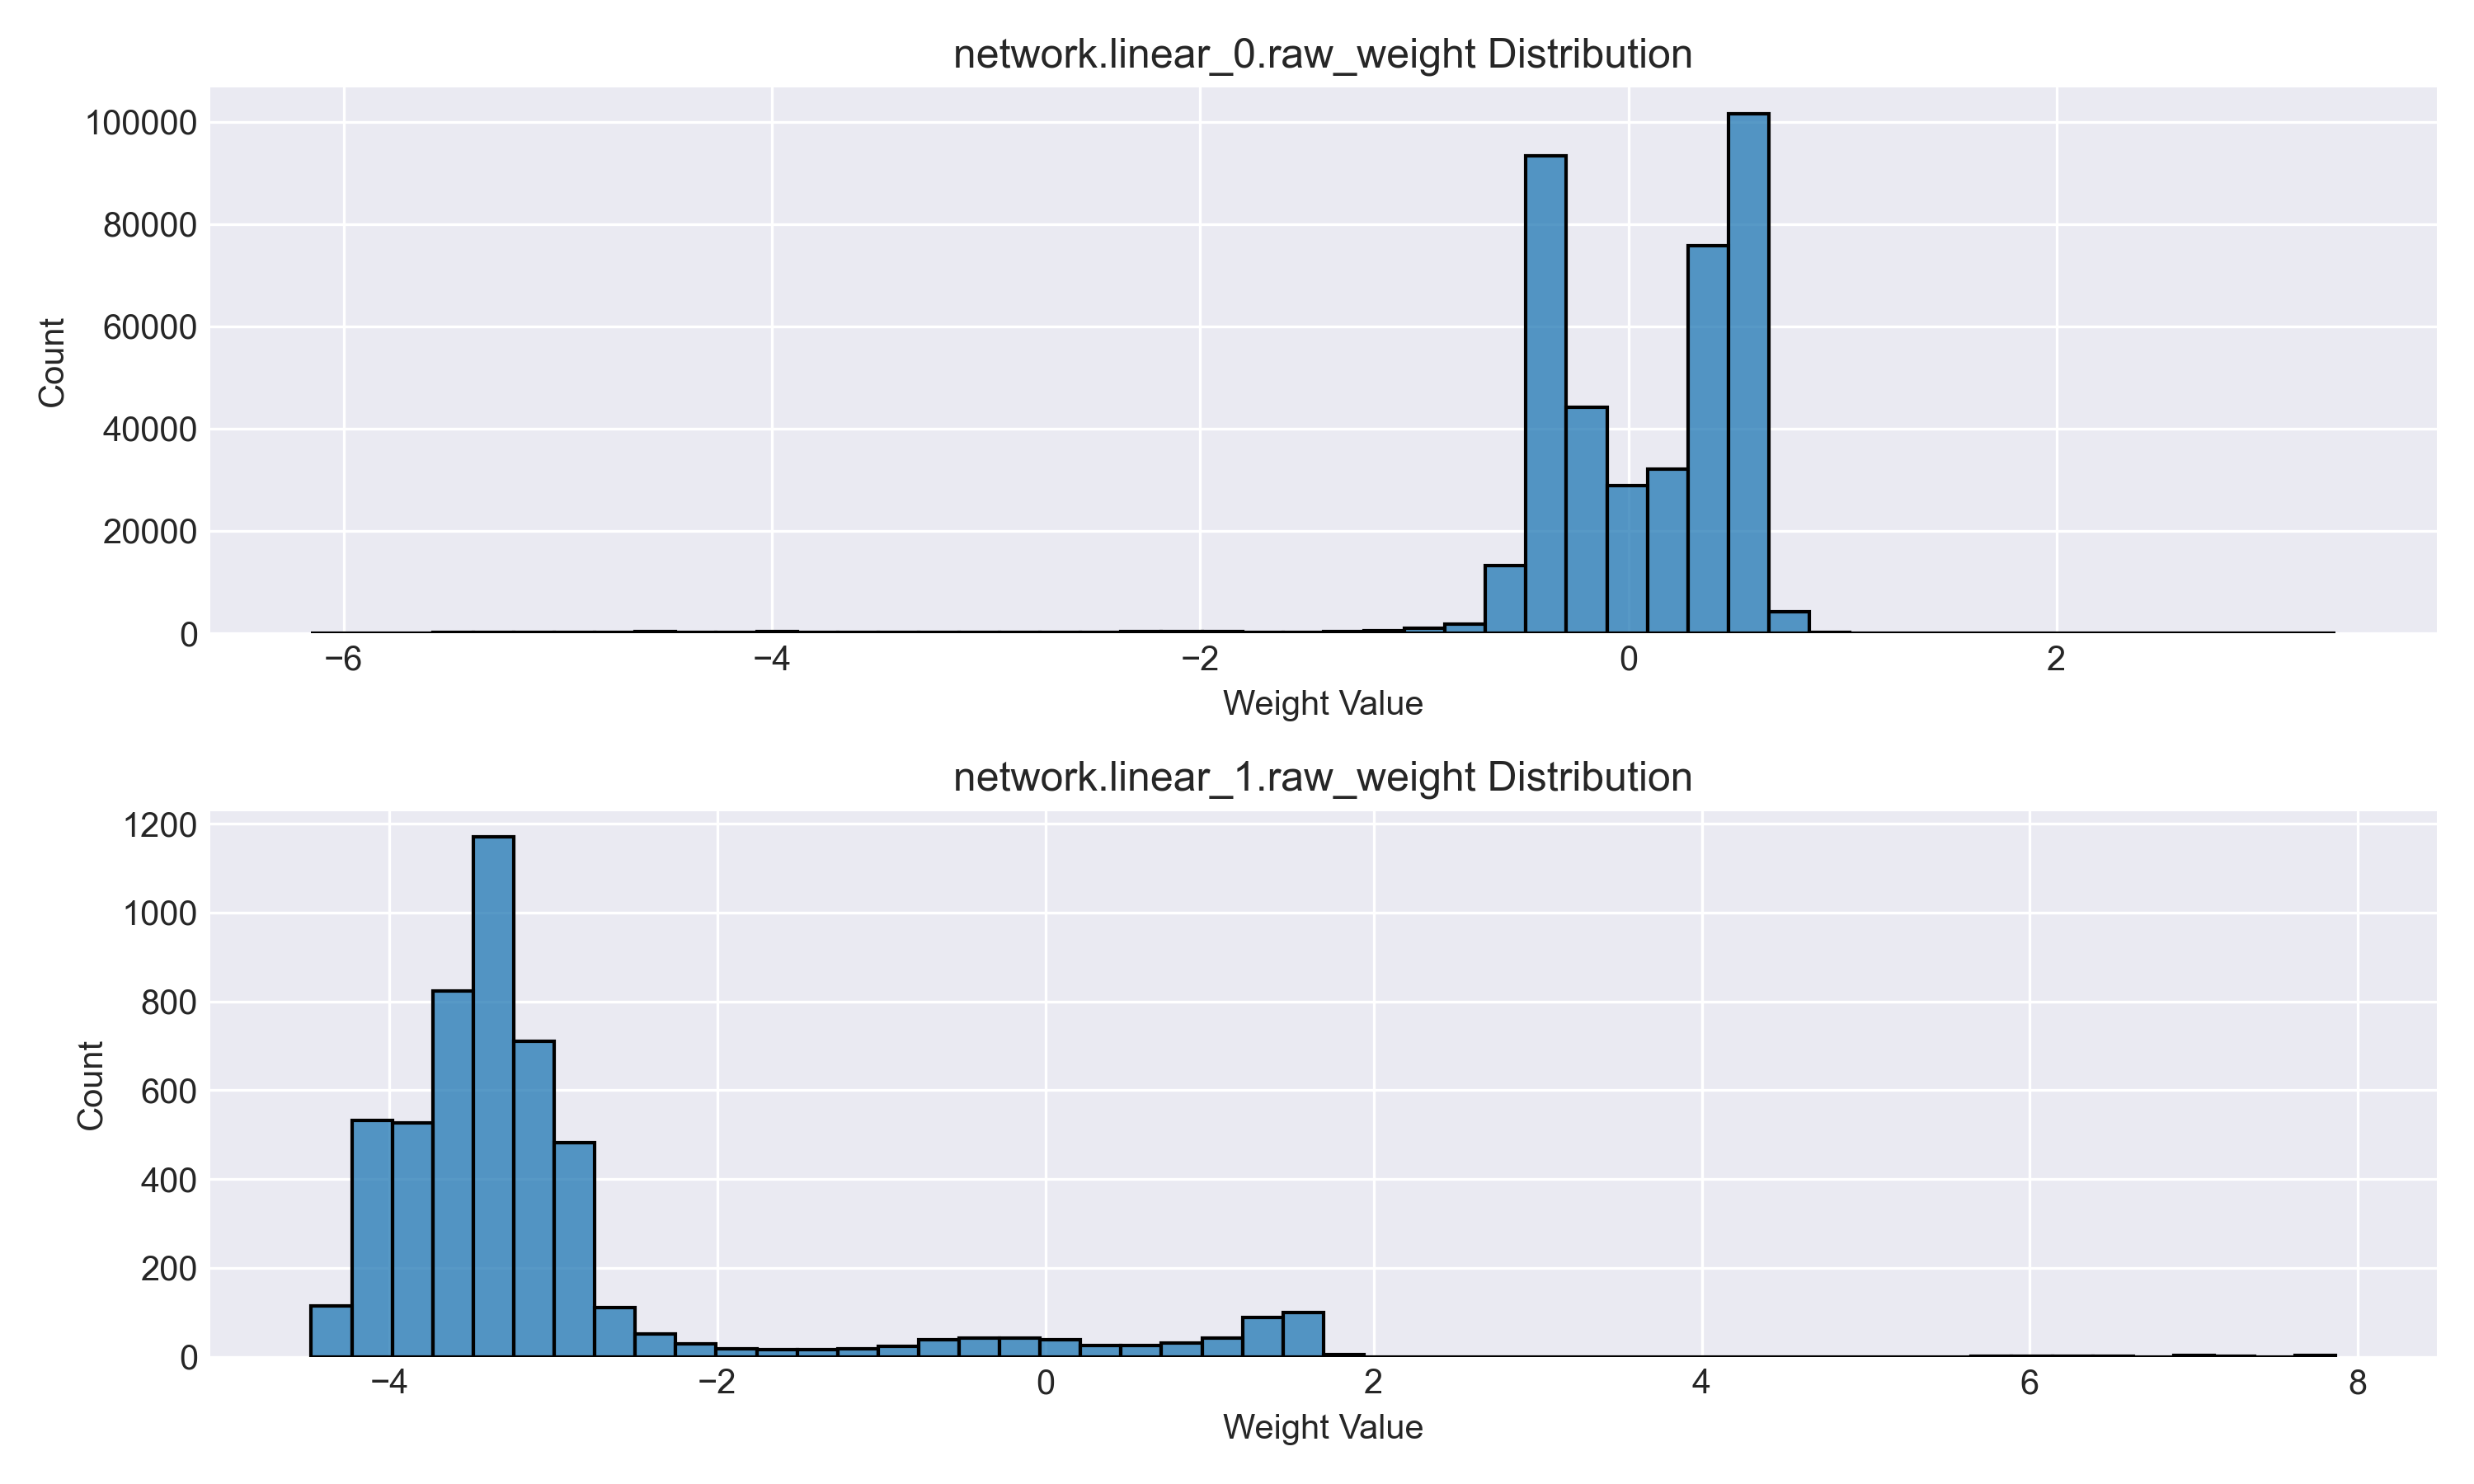 network.linear_0.raw_weight Distribution
100000
80000
60000
40000
20000
0
Count
−6 −4 −2 0 2
Weight Value
network.linear_1.raw_weight Distribution
1200
1000
800
600
400
200
0
Count
−4 −2 0 2 4 6 8
Weight Value